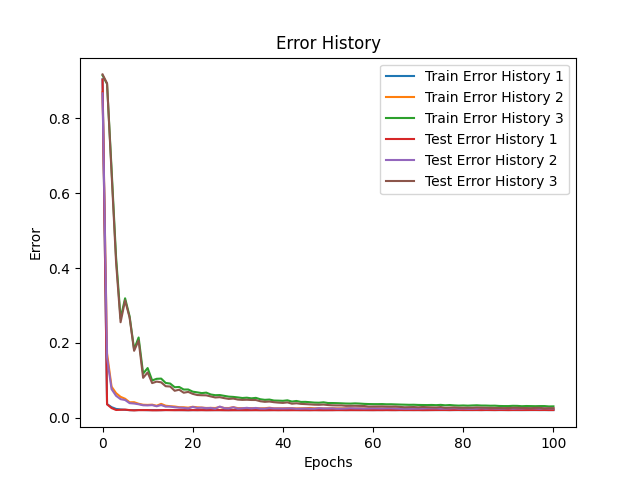 Error History
Train Error History 1
Train Error History 2
Train Error History 3
Test Error History 1
Test Error History 2
Test Error History 3
0.8
0.6
0.4
0.2
0.0
Error
0 20 40 60 80 100
Epochs